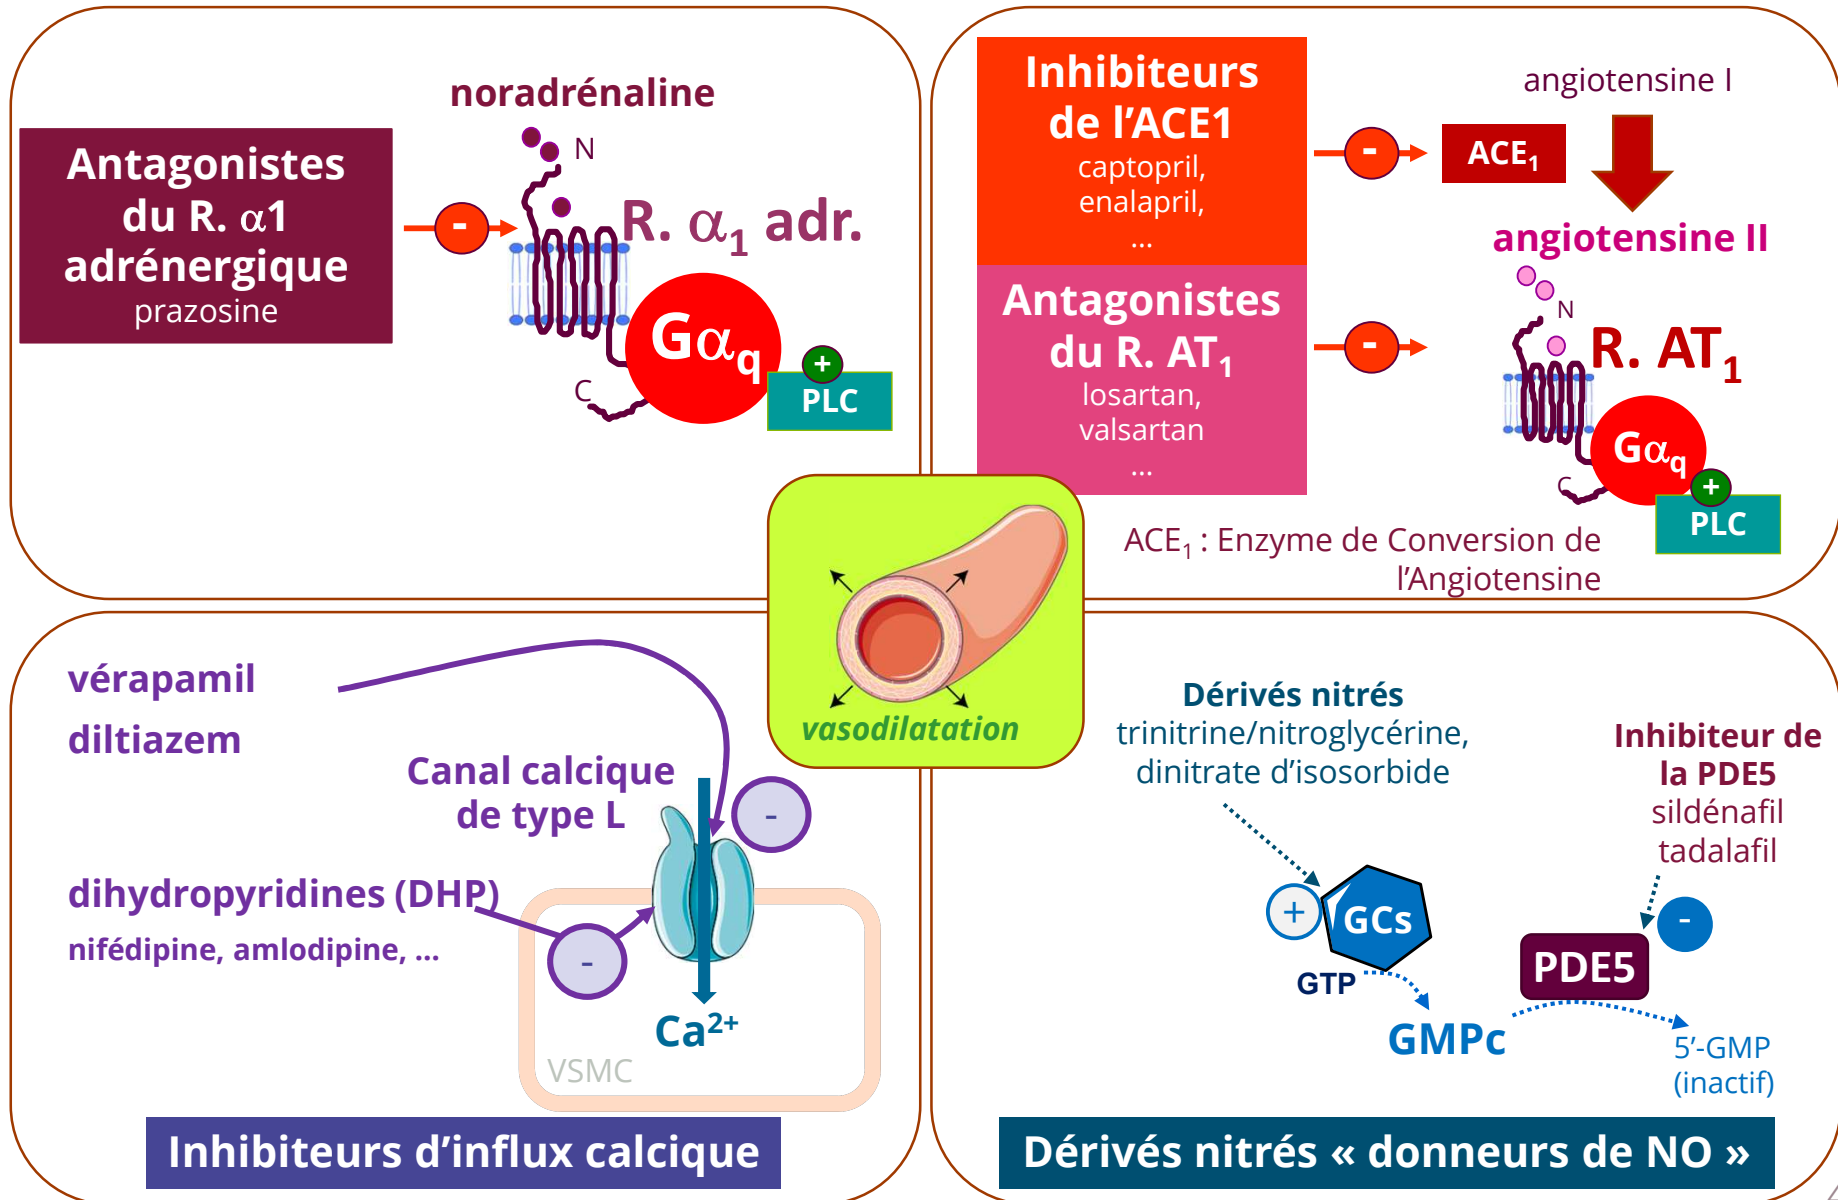 noradrénaline
Antagonistes
du R. α1
adrénergique
prazosine
-
N
R. α₁ adr.
Gα_q
C
+
PLC
Inhibiteurs
de l'ACE1
captopril,
enalapril,
...
-
angiotensine I
ACE₁
angiotensine II
Antagonistes
du R. AT₁
losartan,
valsartan
...
-
N
R. AT₁
Gα_q
C
+
PLC
ACE₁ : Enzyme de Conversion de
l'Angiotensine
vasodilatation
vérapamil
diltiazem
Canal calcique
de type L
-
dihydropyridines (DHP)
nifédipine, amlodipine, ...
-
Ca²⁺
VSMC
Inhibiteurs d'influx calcique
Dérivés nitrés
trinitrine/nitroglycérine,
dinitrate d'isosorbide
Inhibiteur de
la PDE5
sildénafil
tadalafil
+
GCs
-
PDE5
GTP
GMPc
5'-GMP
(inactif)
Dérivés nitrés « donneurs de NO »